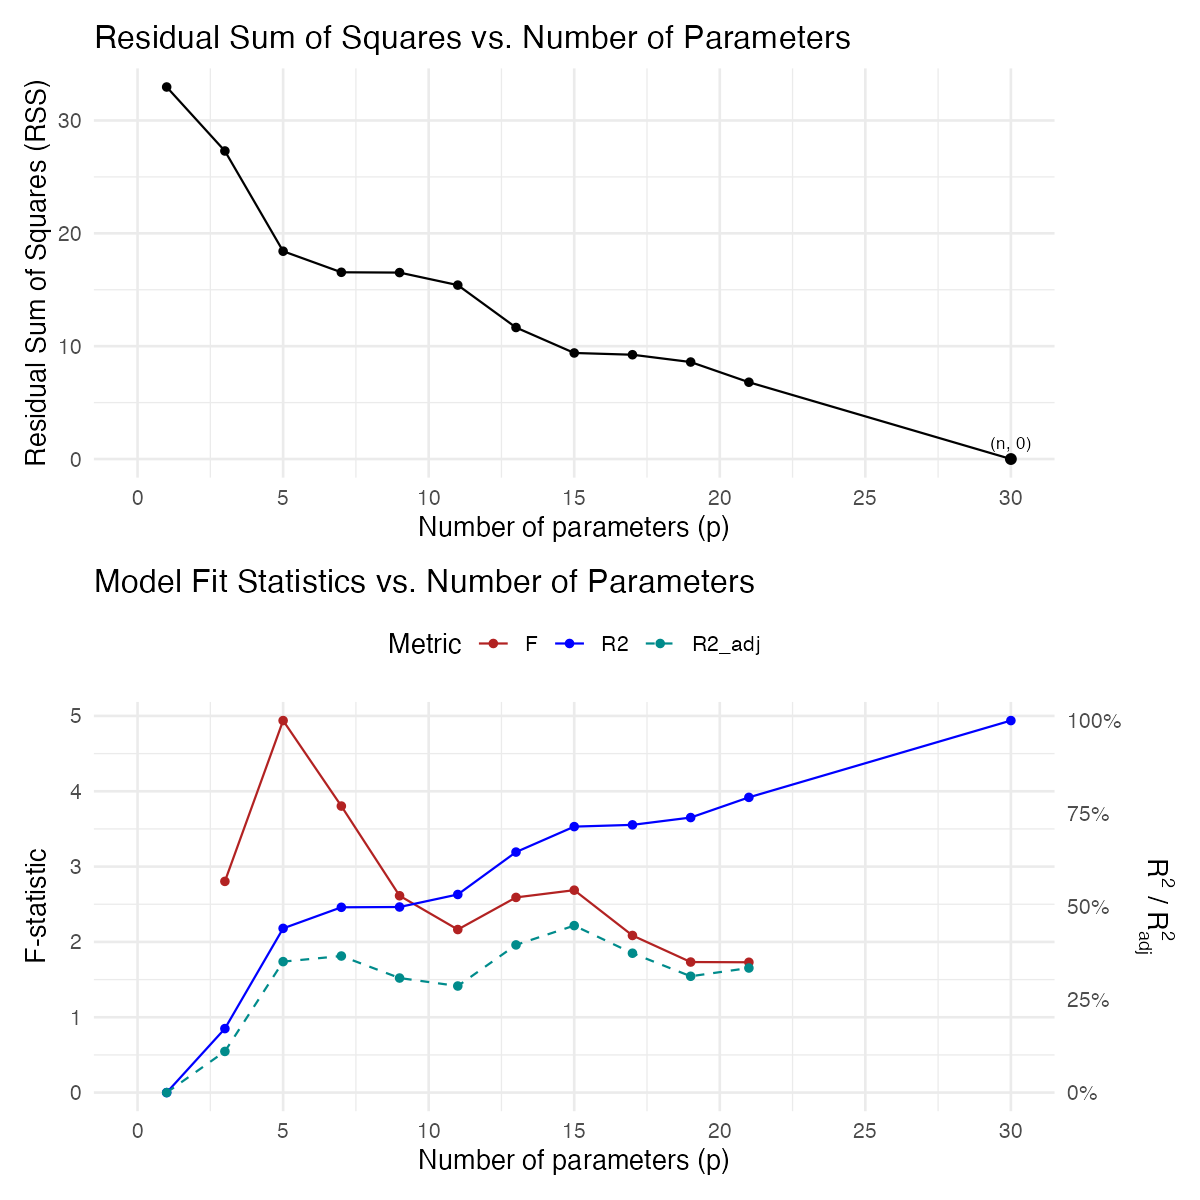 Residual Sum of Squares vs. Number of Parameters
Residual Sum of Squares (RSS)
30
20
10
0
(n, 0)
0 5 10 15 20 25 30
Number of parameters (p)
Model Fit Statistics vs. Number of Parameters
Metric F R2 R2_adj
F-statistic
5
4
3
2
1
0
100%
75%
50%
25%
0%
R² / R²adj
0 5 10 15 20 25 30
Number of parameters (p)